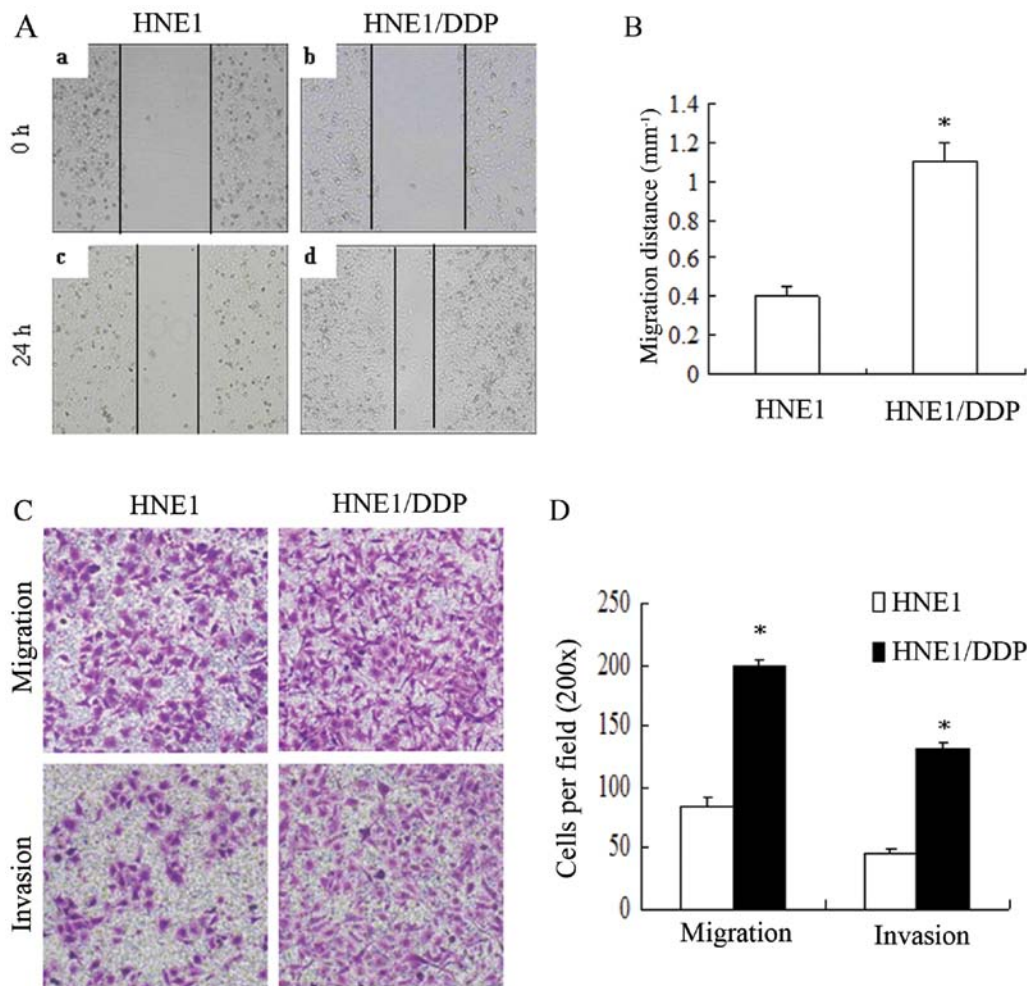 A
HNE1
HNE1/DDP
a
b
0 h
c
d
24 h
B
Migration distance (mm⁻¹)
1.4
1.2
1
0.8
0.6
0.4
0.2
0
*
HNE1
HNE1/DDP
C
HNE1
HNE1/DDP
Migration
Invasion
D
Cells per field (200x)
250
200
150
100
50
0
*
*
HNE1
HNE1/DDP
Migration
Invasion